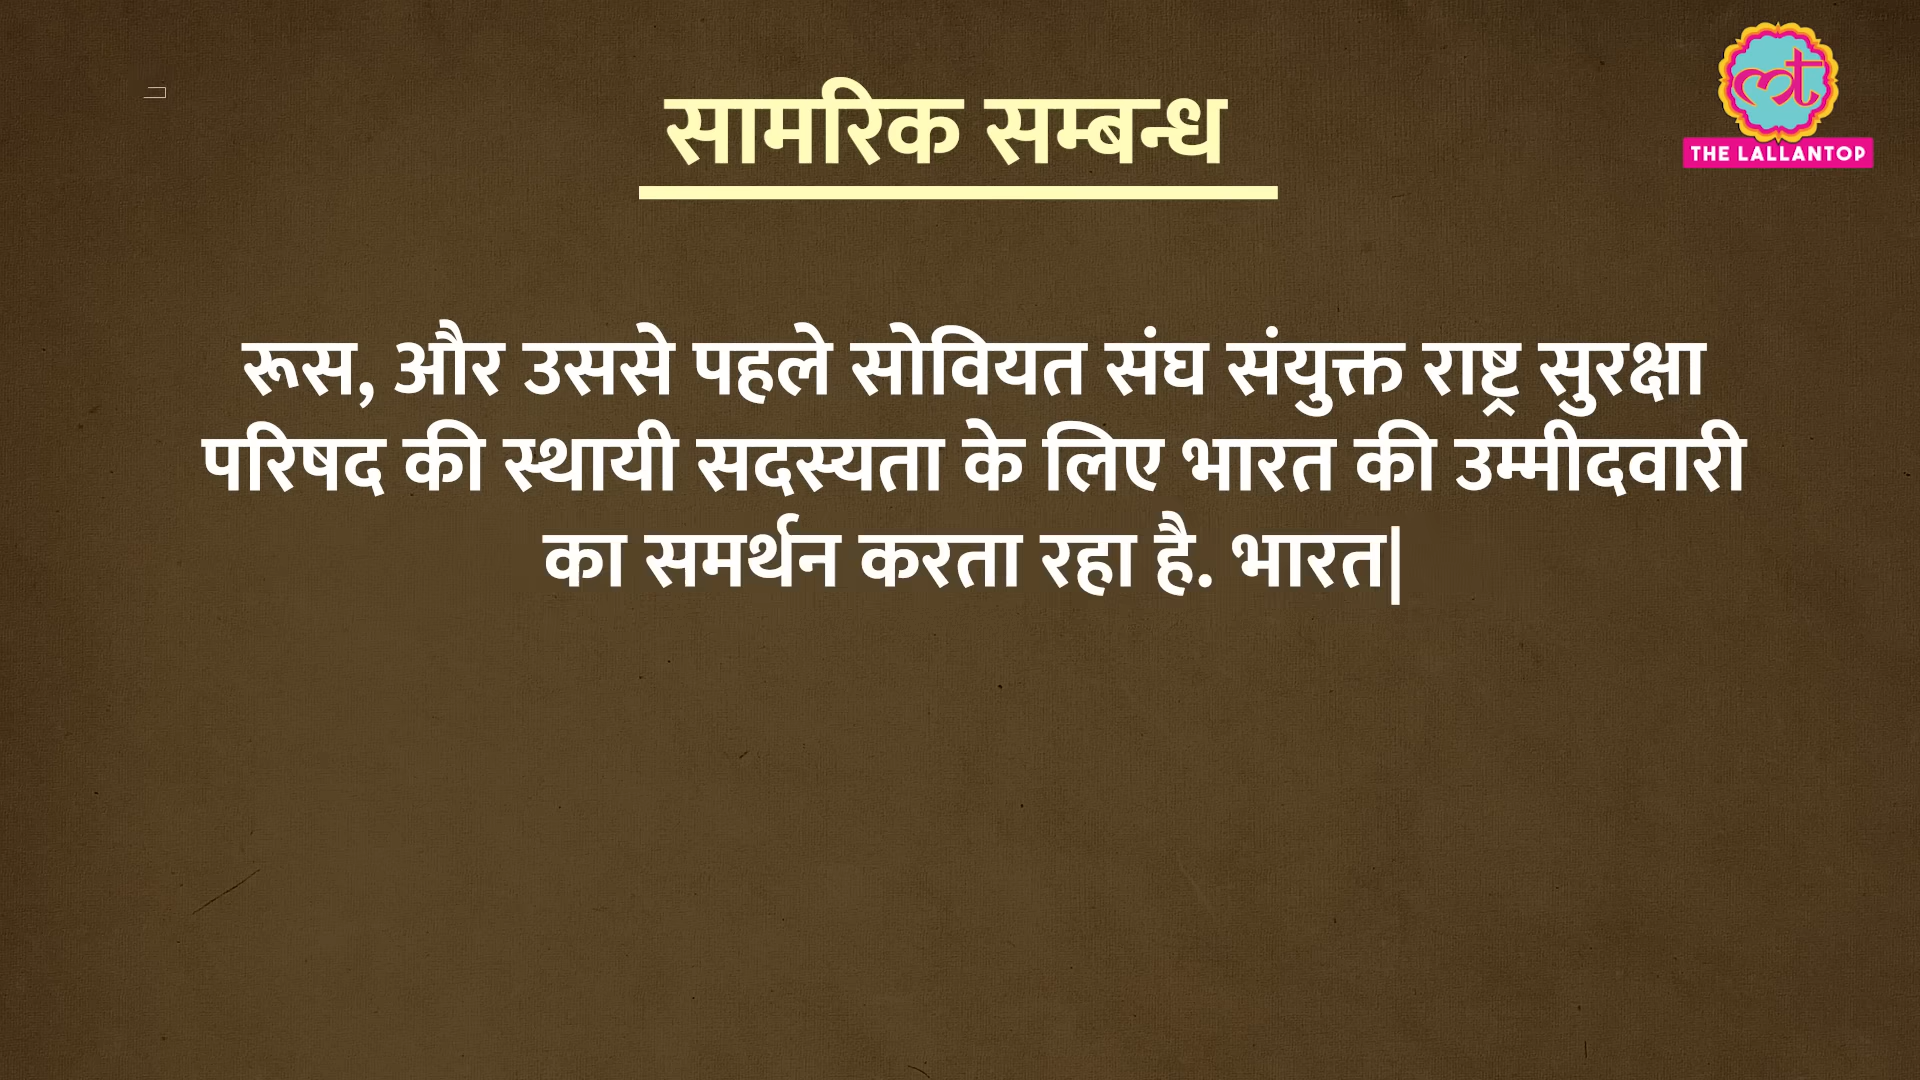 सामरिक सम्बन्ध
THE LALLANTOP
रूस, और उससे पहले सोवियत संघ संयुक्त राष्ट्र सुरक्षा
परिषद की स्थायी सदस्यता के लिए भारत की उम्मीदवारी
का समर्थन करता रहा है. भारत|